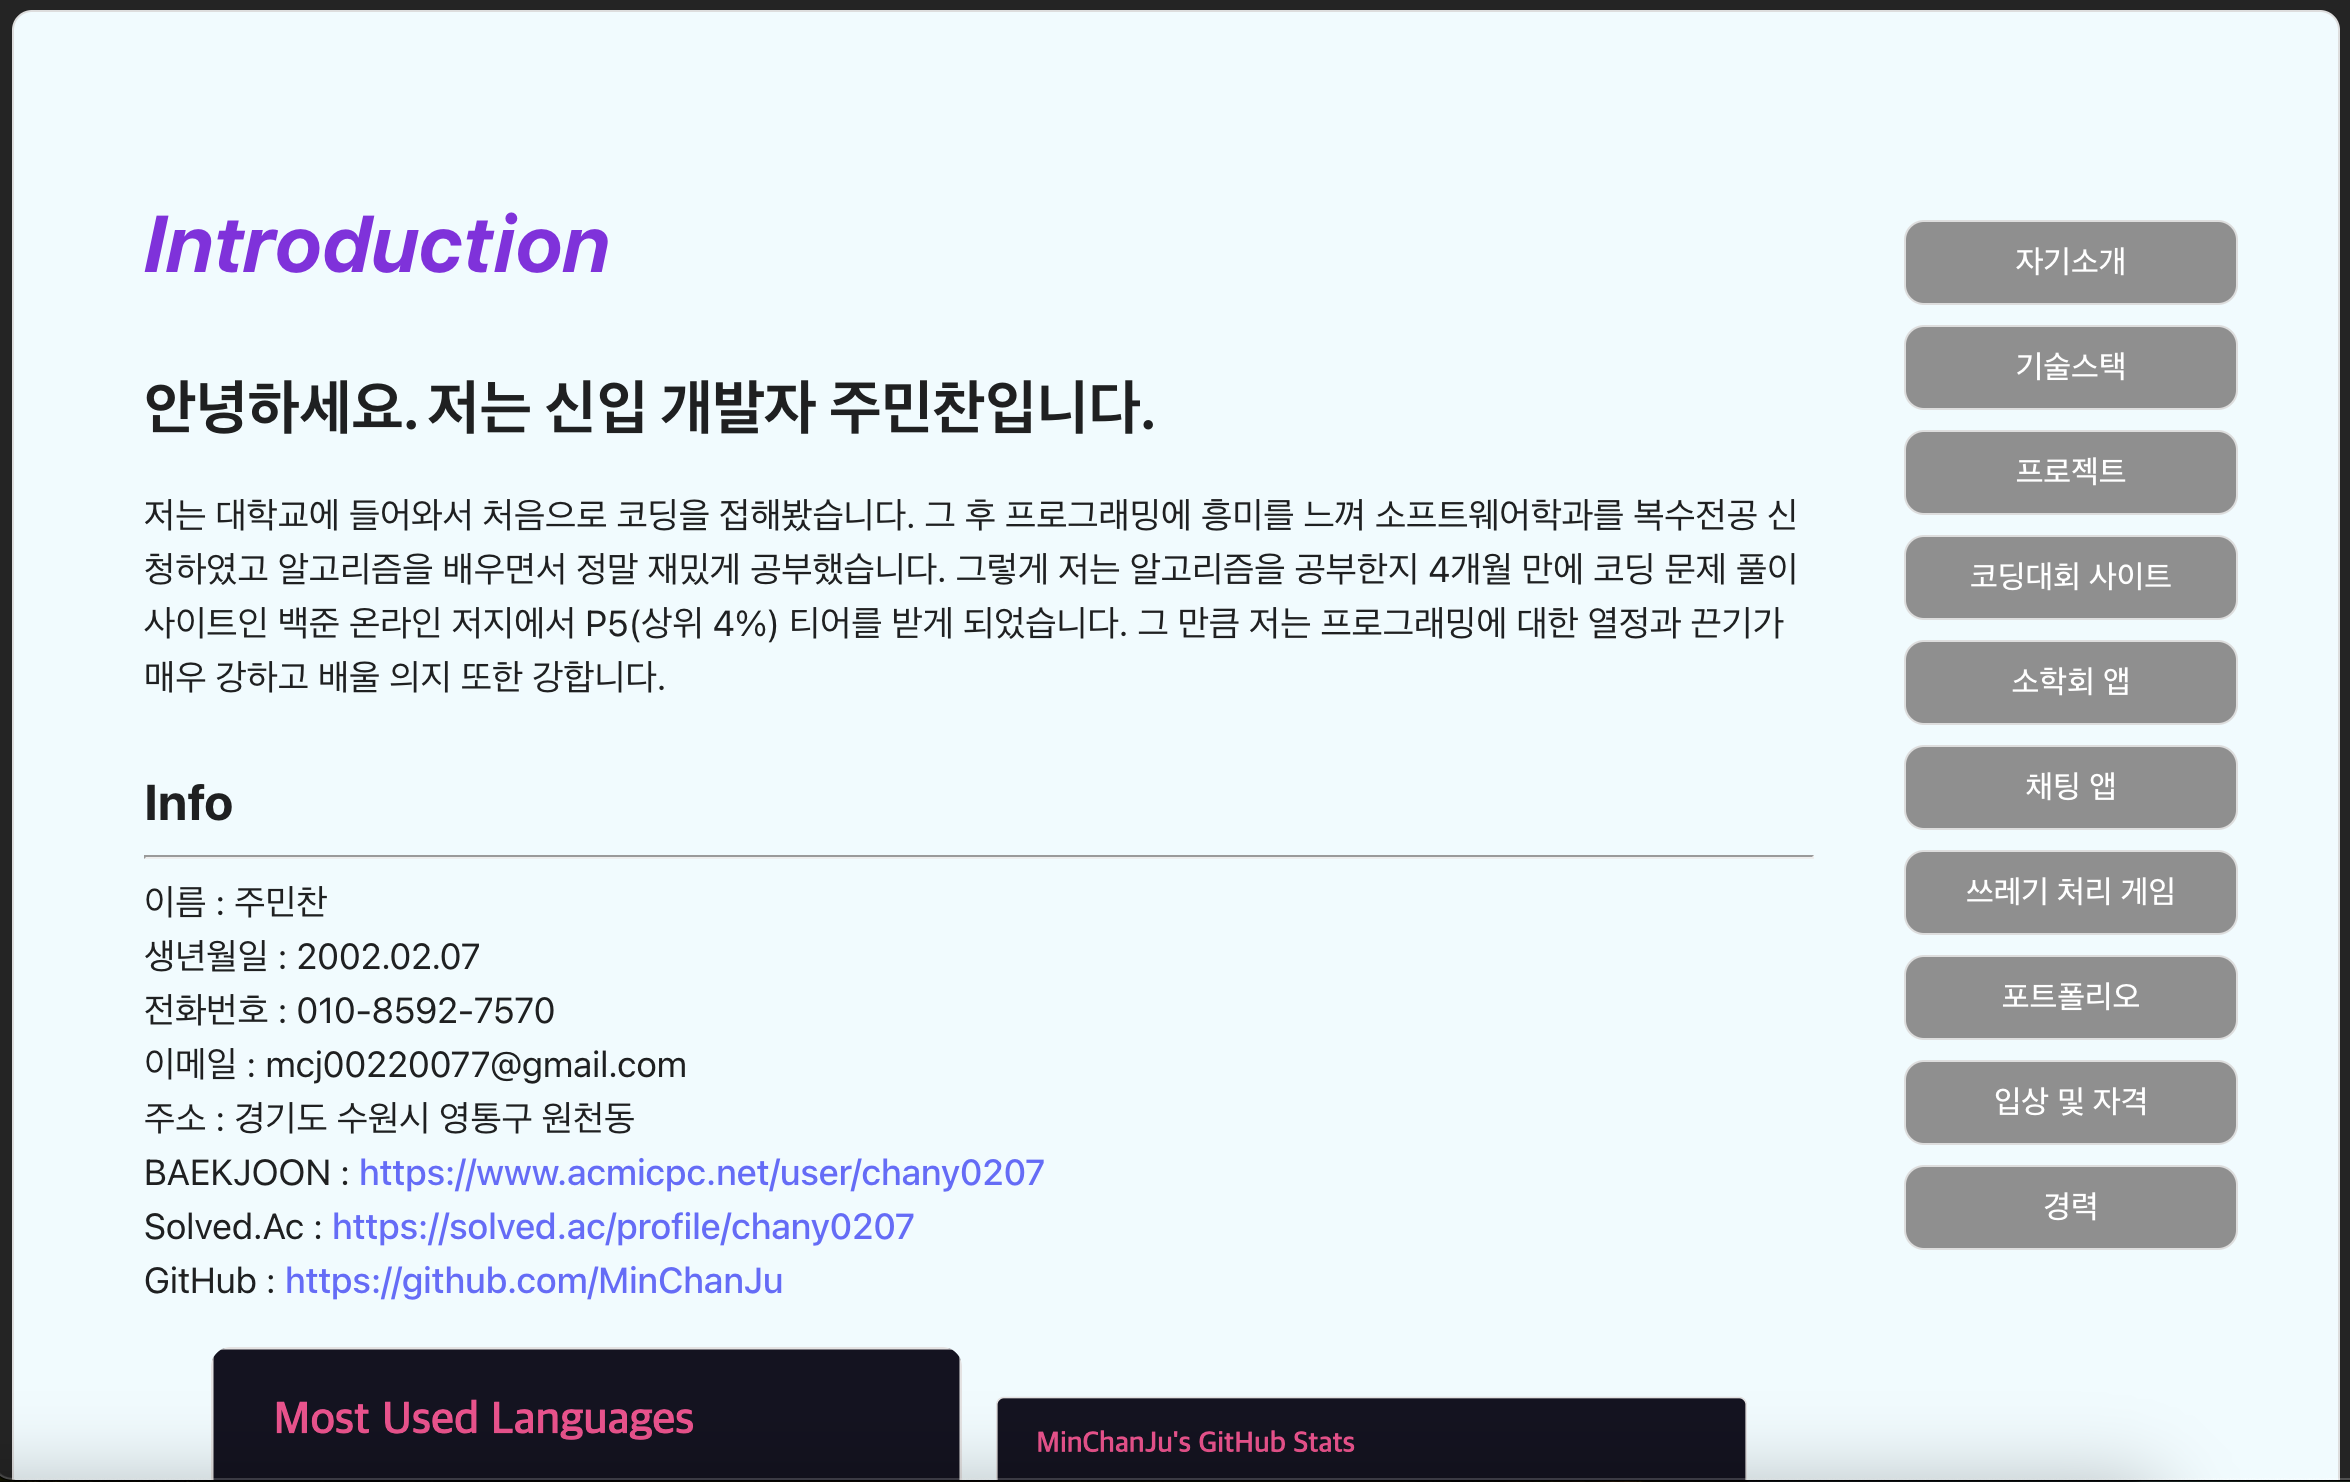 Introduction
안녕하세요. 저는 신입 개발자 주민찬입니다.
저는 대학교에 들어와서 처음으로 코딩을 접해봤습니다. 그 후 프로그래밍에 흥미를 느껴 소프트웨어학과를 복수전공 신
청하였고 알고리즘을 배우면서 정말 재밌게 공부했습니다. 그렇게 저는 알고리즘을 공부한지 4개월 만에 코딩 문제 풀이
사이트인 백준 온라인 저지에서 P5(상위 4%) 티어를 받게 되었습니다. 그 만큼 저는 프로그래밍에 대한 열정과 끈기가
매우 강하고 배울 의지 또한 강합니다.
Info
이름 : 주민찬
생년월일 : 2002.02.07
전화번호 : 010-8592-7570
이메일 : mcj00220077@gmail.com
주소 : 경기도 수원시 영통구 원천동
BAEKJOON : https://www.acmicpc.net/user/chany0207
Solved.Ac : https://solved.ac/profile/chany0207
GitHub : https://github.com/MinChanJu
Most Used Languages
MinChanJu's GitHub Stats
자기소개
기술스택
프로젝트
코딩대회 사이트
소학회 앱
채팅 앱
쓰레기 처리 게임
포트폴리오
입상 및 자격
경력